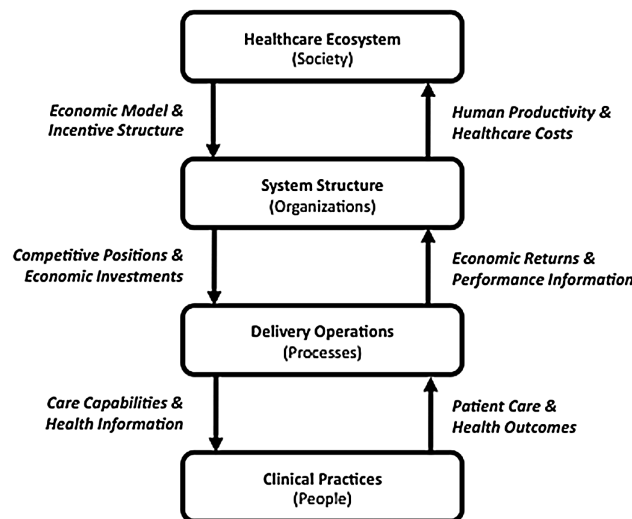 Healthcare Ecosystem
(Society)
Economic Model &
Incentive Structure
Human Productivity &
Healthcare Costs
System Structure
(Organizations)
Competitive Positions &
Economic Investments
Economic Returns &
Performance Information
Delivery Operations
(Processes)
Care Capabilities &
Health Information
Patient Care &
Health Outcomes
Clinical Practices
(People)